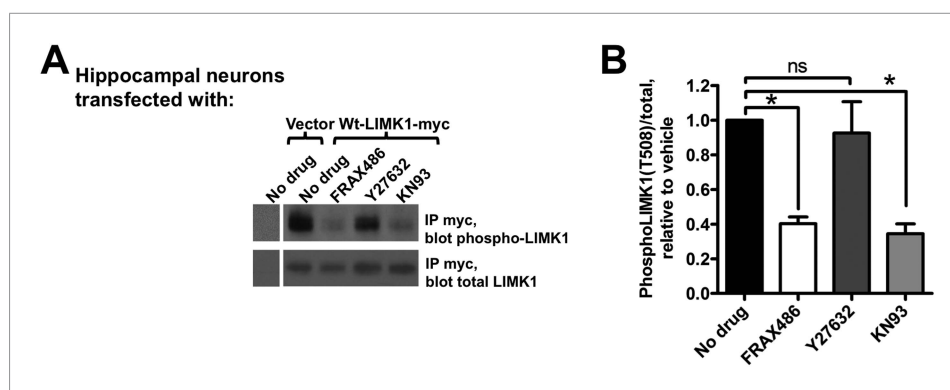 A
Hippocampal neurons
transfected with:
Vector Wt-LIMK1-myc
No drug
No drug
FRAX486
Y27632
KN93
IP myc,
blot phospho-LIMK1
IP myc,
blot total LIMK1
B
PhosphoLIMK1(T508)/total,
relative to vehicle
ns
*
*
1.2
1.0
0.8
0.6
0.4
0.2
0.0
No drug
FRAX486
Y27632
KN93